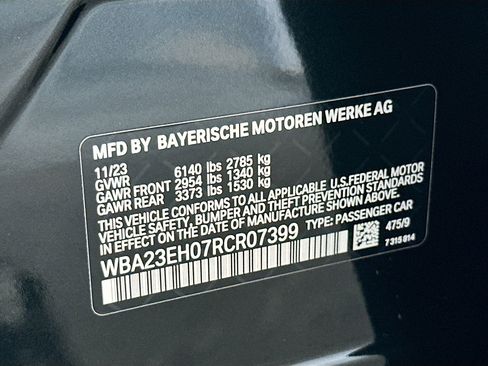 MFD BY BAYERISCHE MOTOREN WERKE AG
11/23
GVWR 6140 lbs 2785 kg
GAWR FRONT 2954 lbs 1340 kg
GAWR REAR 3373 lbs 1530 kg
THIS VEHICLE CONFORMS TO ALL APPLICABLE U.S.FEDERAL MOTOR
VEHICLE SAFETY, BUMPER AND THEFT PREVENTION STANDARDS
IN EFFECT ON THE DATE OF MANUFACTURE SHOWN ABOVE.
WBA23EH07RCR07399 TYPE: PASSENGER CAR
475/9
7 315 014